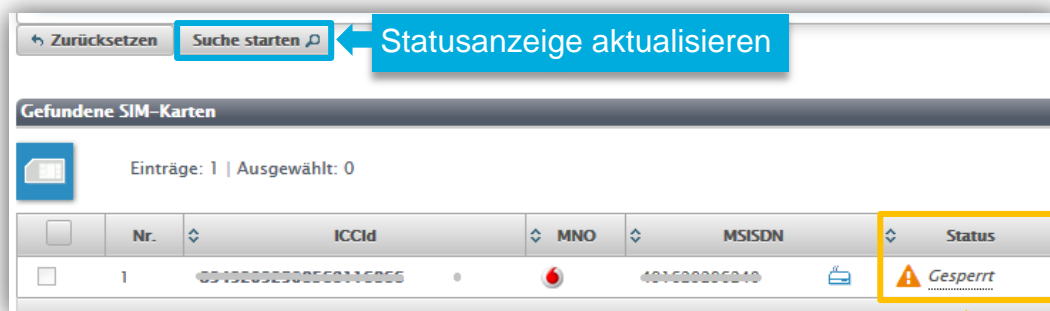 Zurücksetzen Suche starten Statusanzeige aktualisieren
Gefundene SIM-Karten
Einträge: 1 | Ausgewählt: 0
Nr. ICCId MNO MSISDN Status
1 Gesperrt